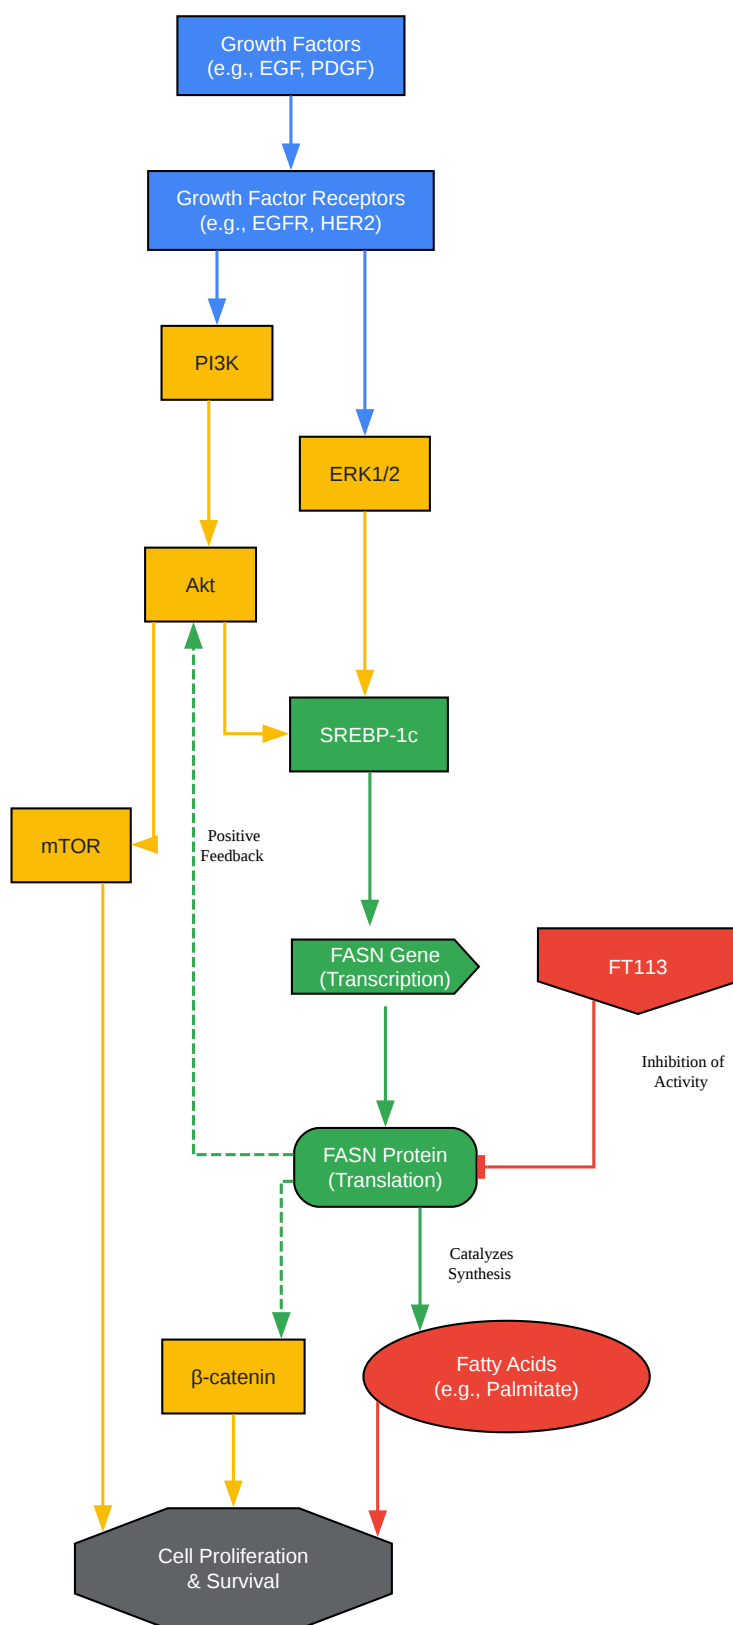 Growth Factors
(e.g., EGF, PDGF)
Growth Factor Receptors
(e.g., EGFR, HER2)
PI3K
ERK1/2
Akt
SREBP-1c
mTOR
Positive
Feedback
FASN Gene
(Transcription)
FT113
Inhibition of
Activity
FASN Protein
(Translation)
Catalyzes
Synthesis
β-catenin
Fatty Acids
(e.g., Palmitate)
Cell Proliferation
& Survival